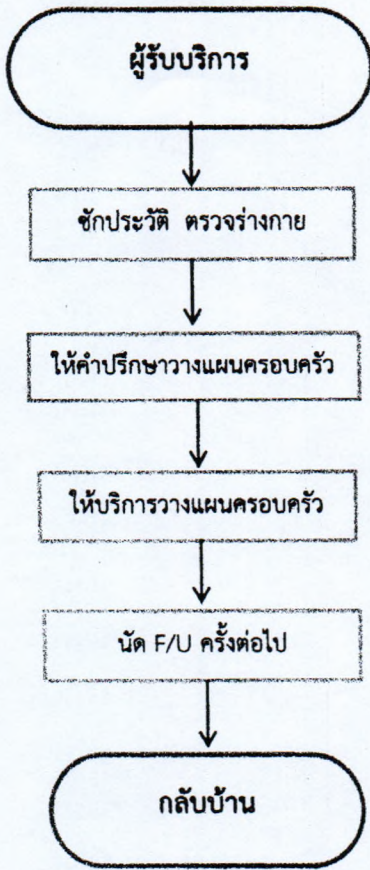 ผู้รับบริการ
ซักประวัติ ตรวจร่างกาย
ให้คำปรึกษาวางแผนครอบครัว
ให้บริการวางแผนครอบครัว
นัด F/U ครั้งต่อไป
กลับบ้าน